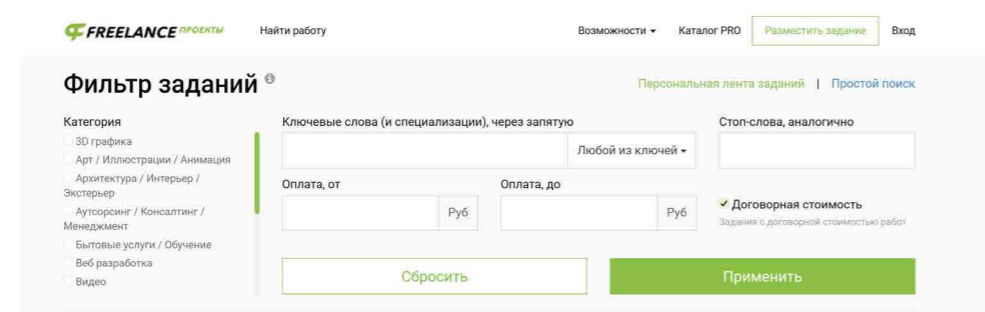 FREELANCE ПРОЕКТЫ
Найти работу
Возможности
Каталог PRO
Разместить задание
Вход
Фильтр заданий
Персональная лента заданий | Простой поиск
Категория
3D графика
Арт / Иллюстрации / Анимация
Архитектура / Интерьер /
Экстерьер
Аутсорсинг / Консалтинг /
Менеджмент
Бытовые услуги / Обучение
Веб разработка
Видео
Ключевые слова (и специализации), через запятую
Любой из ключей
Стоп-слова, аналогично
Оплата, от
Руб
Оплата, до
Руб
Договорная стоимость
Задания с договорной стоимостью работ
Сбросить
Применить